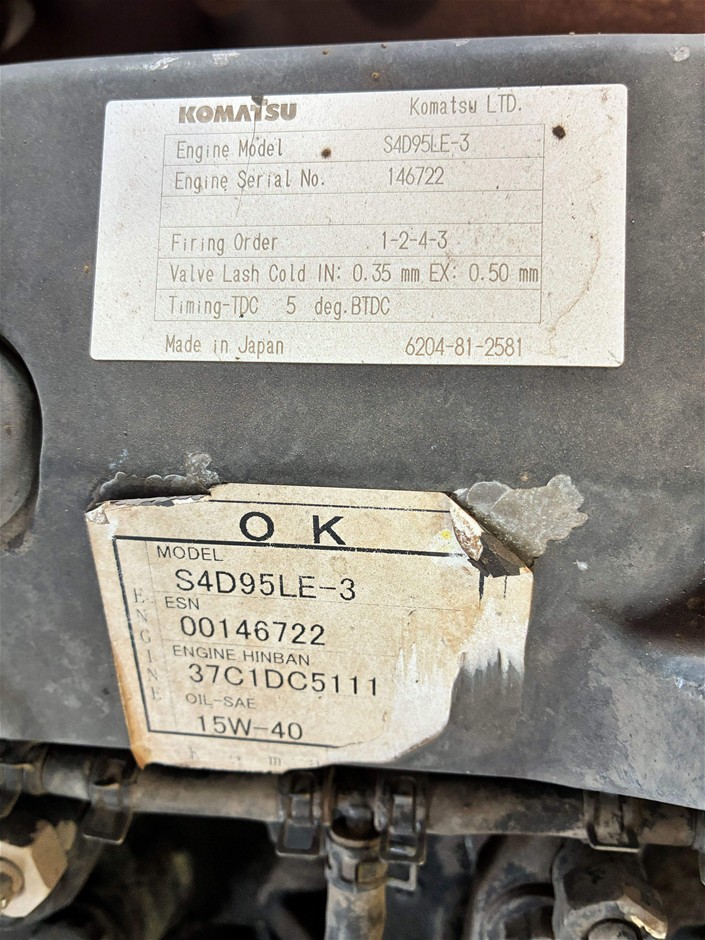 KOMATSU Komatsu LTD.
Engine Model S4D95LE-3
Engine Serial No. 146722
Firing Order 1-2-4-3
Valve Lash Cold IN: 0.35 mm EX: 0.50 mm
Timing-TDC 5 deg.BTDC
Made in Japan 6204-81-2581
OK
ENGINE
MODEL
S4D95LE-3
ESN
00146722
ENGINE HINBAN
37C1DC5111
OIL-SAE
15W-40